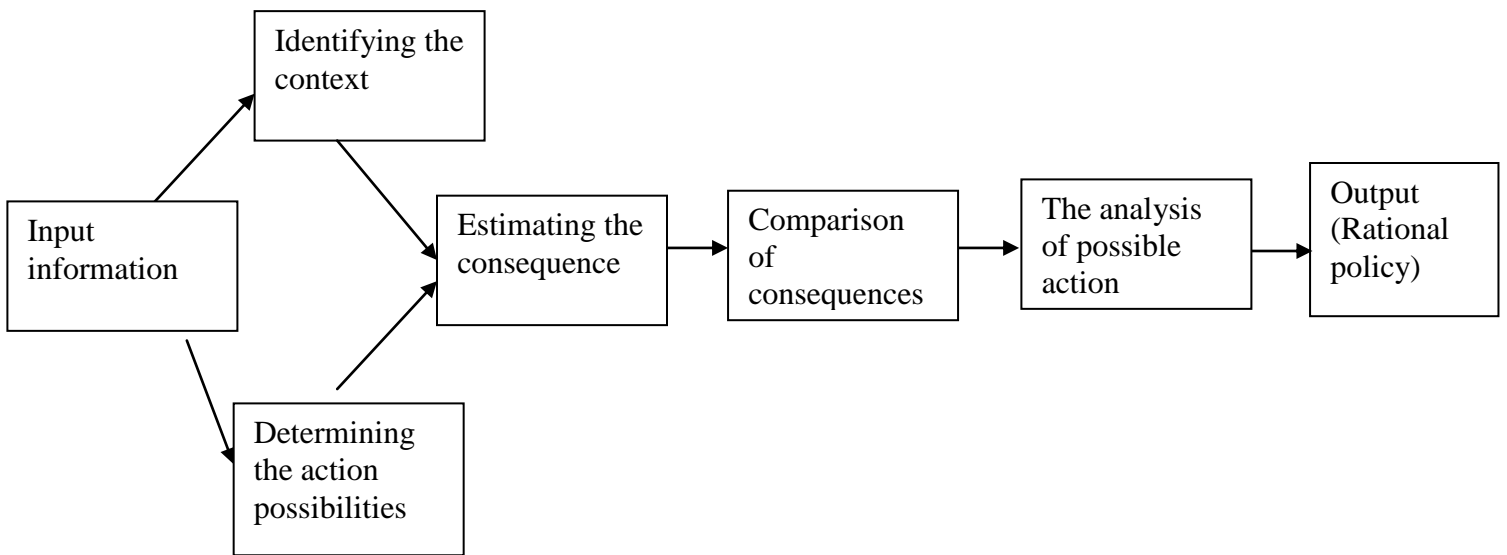 Identifying the
context
Input
information
Estimating the
consequence
Comparison
of
consequences
The analysis
of possible
action
Output
(Rational
policy)
Determining
the action
possibilities